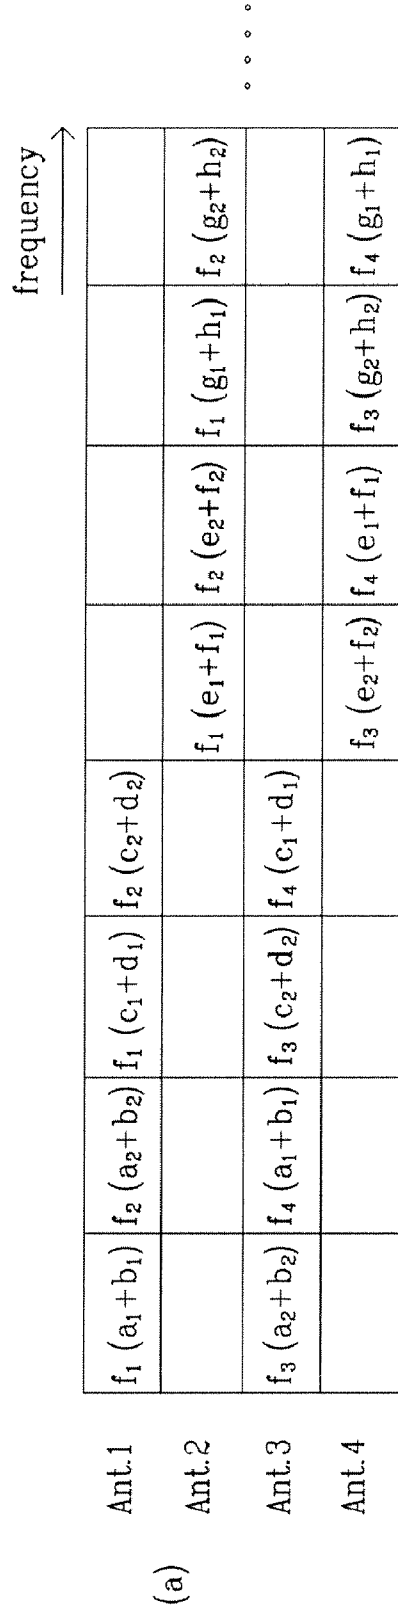 frequency
Ant.1 f₁ (a₁+b₁) f₂ (a₂+b₂) f₁ (c₁+d₁) f₂ (c₂+d₂)
Ant.2 f₁ (e₁+f₁) f₂ (e₂+f₂) f₁ (g₁+h₁) f₂ (g₂+h₂)
(a)
Ant.3 f₃ (a₂+b₂) f₄ (a₁+b₁) f₃ (c₂+d₂) f₄ (c₁+d₁)
Ant.4 f₃ (e₂+f₂) f₄ (e₁+f₁) f₃ (g₂+h₂) f₄ (g₁+h₁)